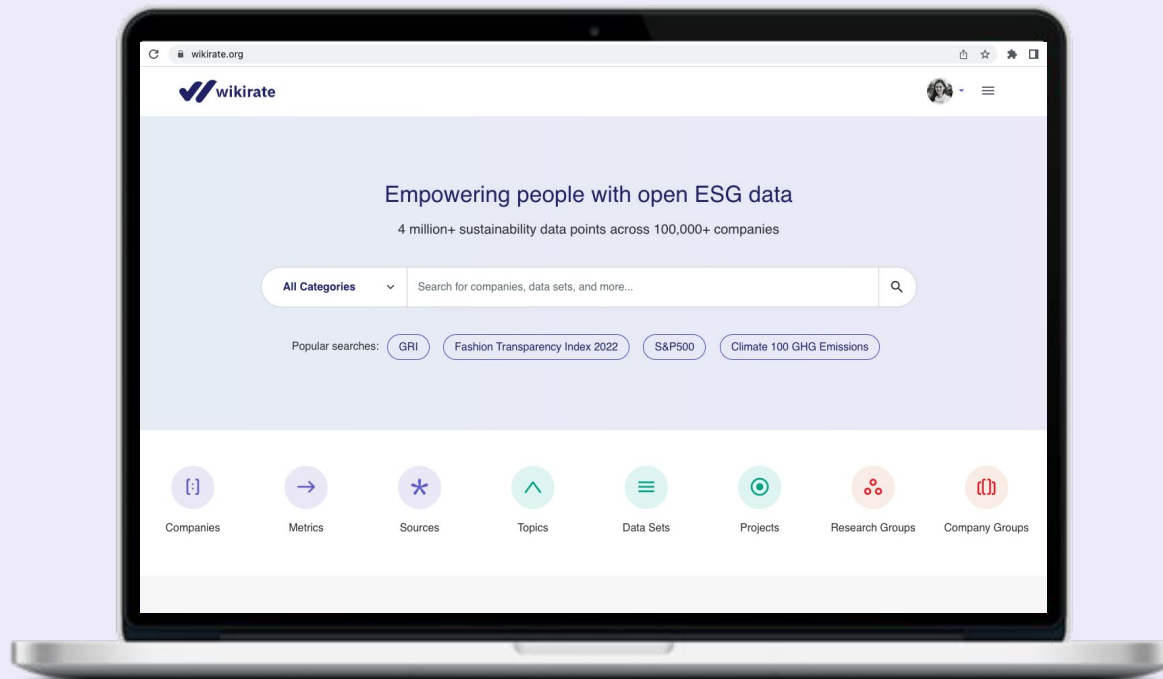 wikirate.org
wikirate
Empowering people with open ESG data
4 million+ sustainability data points across 100,000+ companies
All Categories Search for companies, data sets, and more...
Popular searches: GRI Fashion Transparency Index 2022 S&P500 Climate 100 GHG Emissions
Companies Metrics Sources Topics Data Sets Projects Research Groups Company Groups